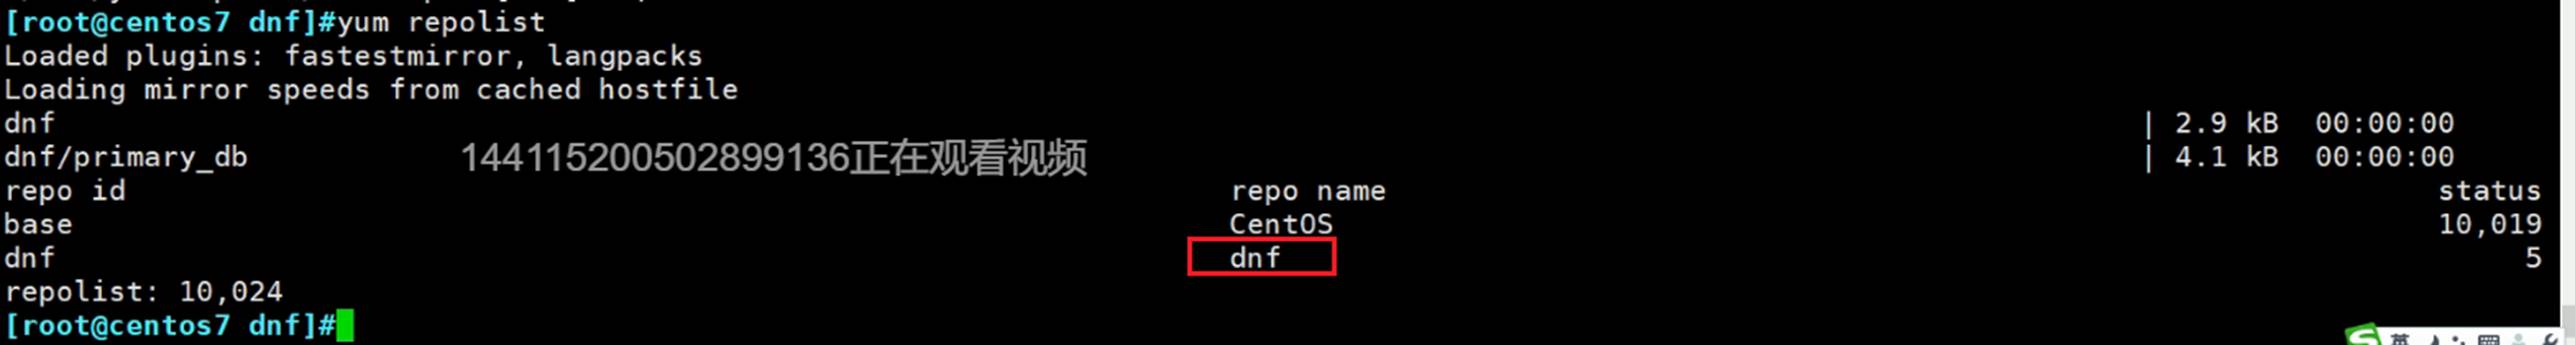 [root@centos7 dnf]#yum repolist
Loaded plugins: fastestmirror, langpacks
Loading mirror speeds from cached hostfile
dnf | 2.9 kB 00:00:00
dnf/primary_db | 4.1 kB 00:00:00
144115200502899136正在观看视频
repo id repo name status
base CentOS 10,019
dnf dnf 5
repolist: 10,024
[root@centos7 dnf]#
英